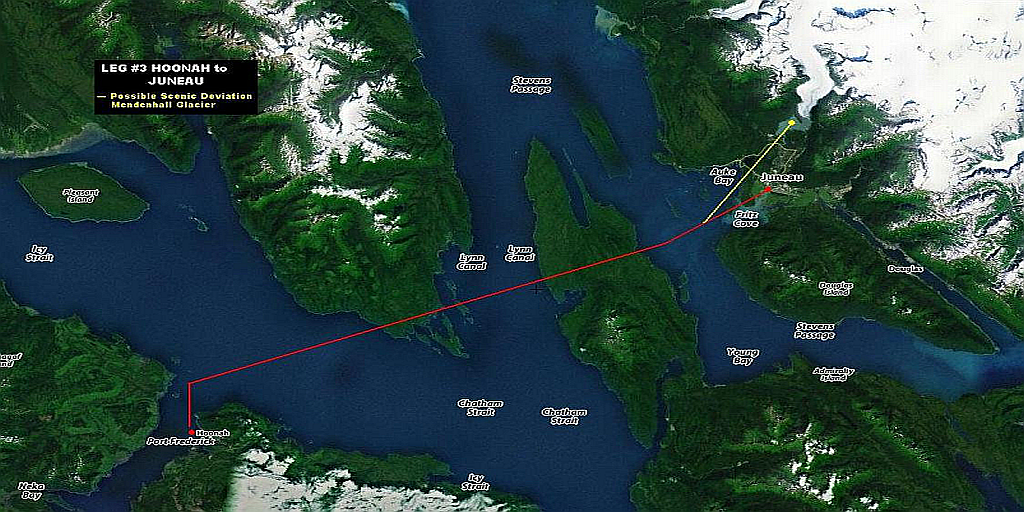 LEG #3 HOONAH to
JUNEAU
— Possible Scenic Deviation
Mendenhall Glacier
Stevens
Passage
Pleasant
Island
Auke
Bay
Juneau
Fritz
Cove
Icy
Strait
Lynn
Canal
Lynn
Canal
Douglas
Douglas
Island
Stevens
Passage
Young
Bay
Admiralty
Island
Chatham
Strait
Chatham
Strait
Hoonah
Port Frederick
Icy
Strait
Neka
Bay